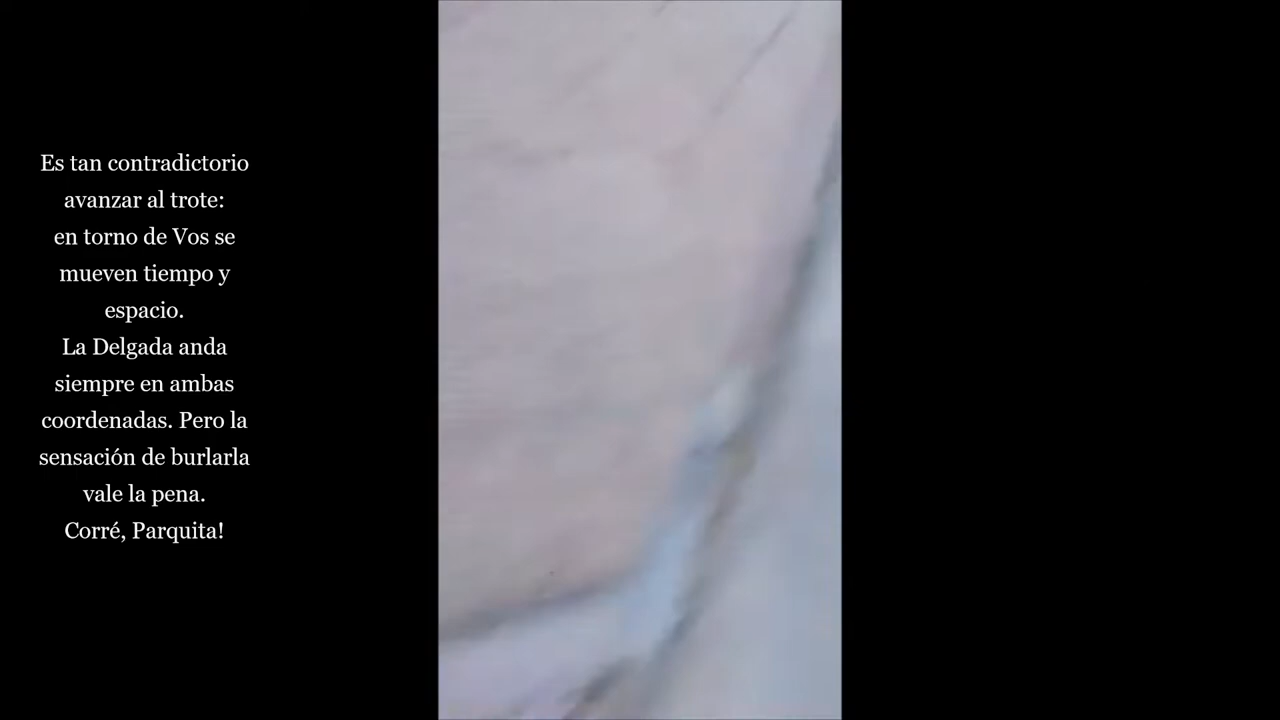 Es tan contradictorio
avanzar al trote:
en torno de Vos se
mueven tiempo y
espacio.
La Delgada anda
siempre en ambas
coordenadas. Pero la
sensación de burlarla
vale la pena.
Corré, Parquita!